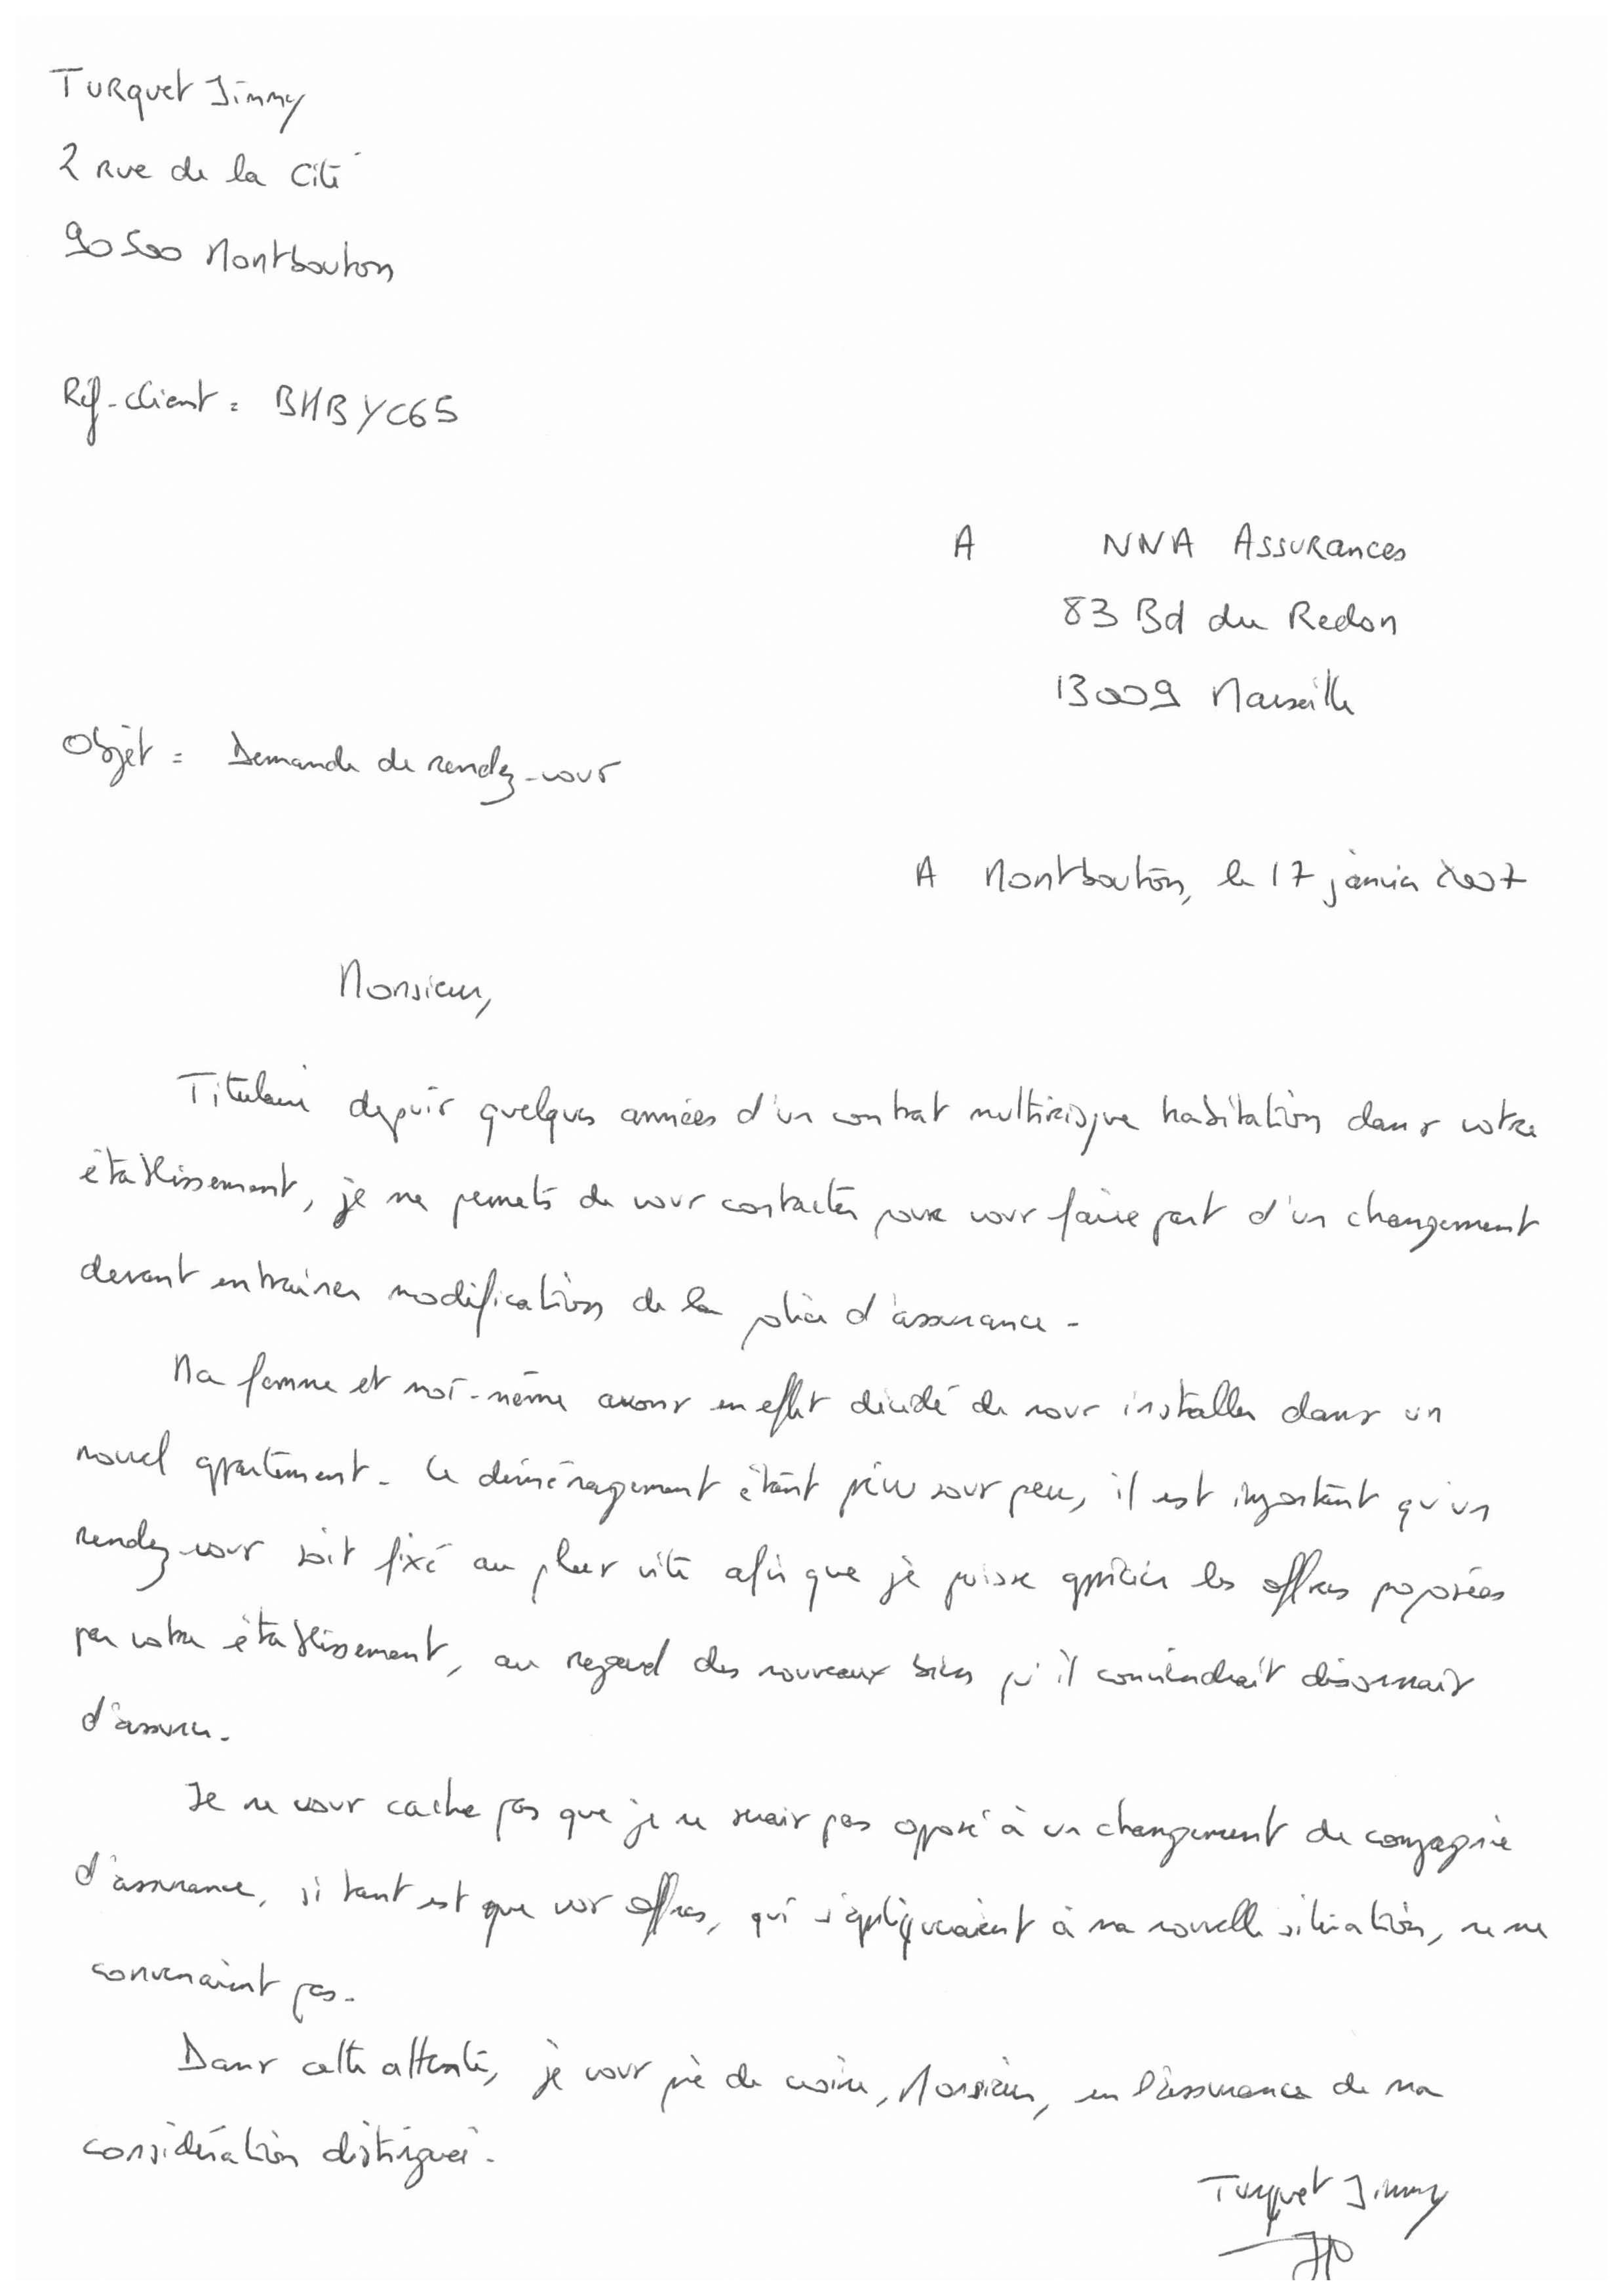 Turquet Jimmy
2 Rue de la Cité
90500 Montbouton
Réf-client = BHBYC65
A NNA Assurances
83 Bd du Redon
13009 Marseille
Objet = Demande de rendez-vous
A Montbouton, le 17 janvier 2007
Monsieur,
Titulaire depuis quelques années d'un contrat multirisque habitation dans votre
établissement, je me permets de vous contacter pour vous faire part d'un changement
devant entrainer modification de la police d'assurance.
Ma femme et moi-même avons en effet décidé de nous installer dans un
nouvel appartement. Ce déménagement étant prévu sous peu, il est important qu'un
rendez-vous soit fixé au plus vite afin que je puisse apprécier les offres proposées
par votre établissement, au regard des nouveaux biens qu'il conviendrait désormais
d'assurer.
Je ne vous cache pas que je ne serais pas opposé à un changement de compagnie
d'assurance, si tant est que vos offres, qui s'appliqueraient à ma nouvelle situation, ne me
convenaient pas.
Dans cette attente, je vous prie de croire, Monsieur, en l'assurance de ma
considération distinguée.
Turquet Jimmy